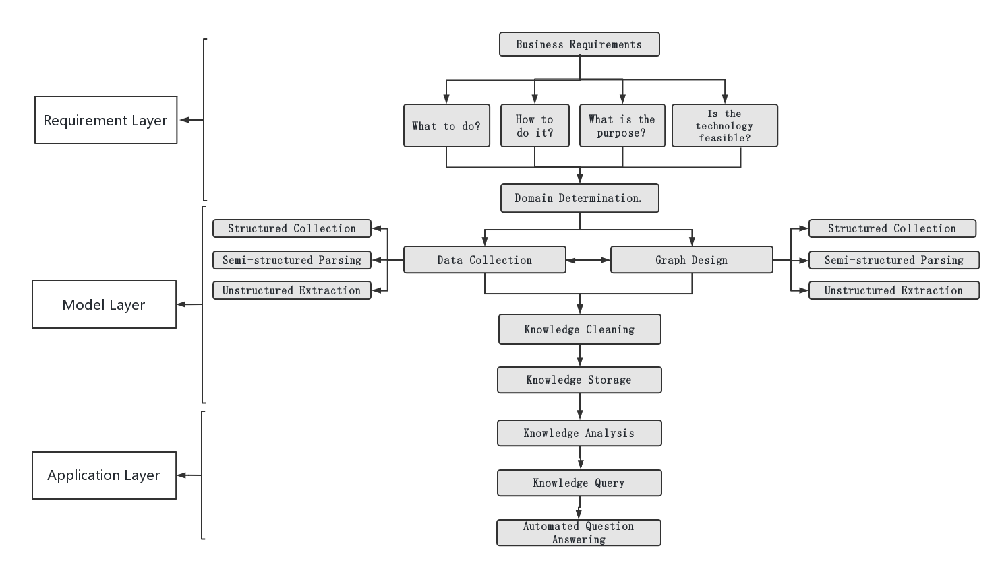 Business Requirements
Requirement Layer
What to do?
How to
do it?
What is the
purpose?
Is the
technology
feasible?
Domain Determination.
Structured Collection
Semi-structured Parsing
Unstructured Extraction
Data Collection
Graph Design
Structured Collection
Semi-structured Parsing
Unstructured Extraction
Model Layer
Knowledge Cleaning
Knowledge Storage
Knowledge Analysis
Application Layer
Knowledge Query
Automated Question
Answering